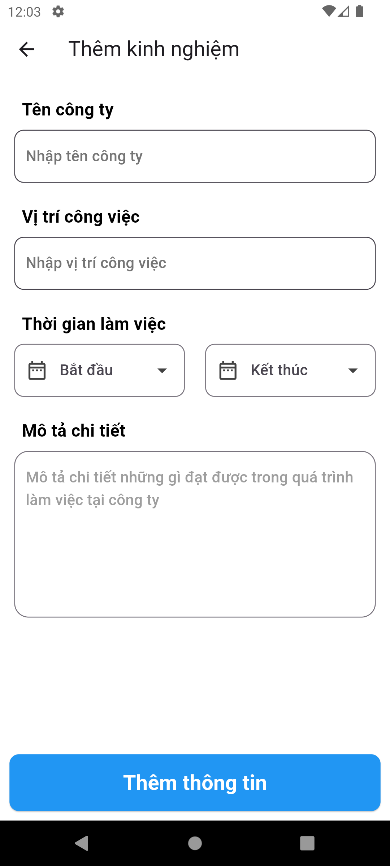 12:03
Thêm kinh nghiệm
Tên công ty
Nhập tên công ty
Vị trí công việc
Nhập vị trí công việc
Thời gian làm việc
Bắt đầu
Kết thúc
Mô tả chi tiết
Mô tả chi tiết những gì đạt được trong quá trình
làm việc tại công ty
Thêm thông tin